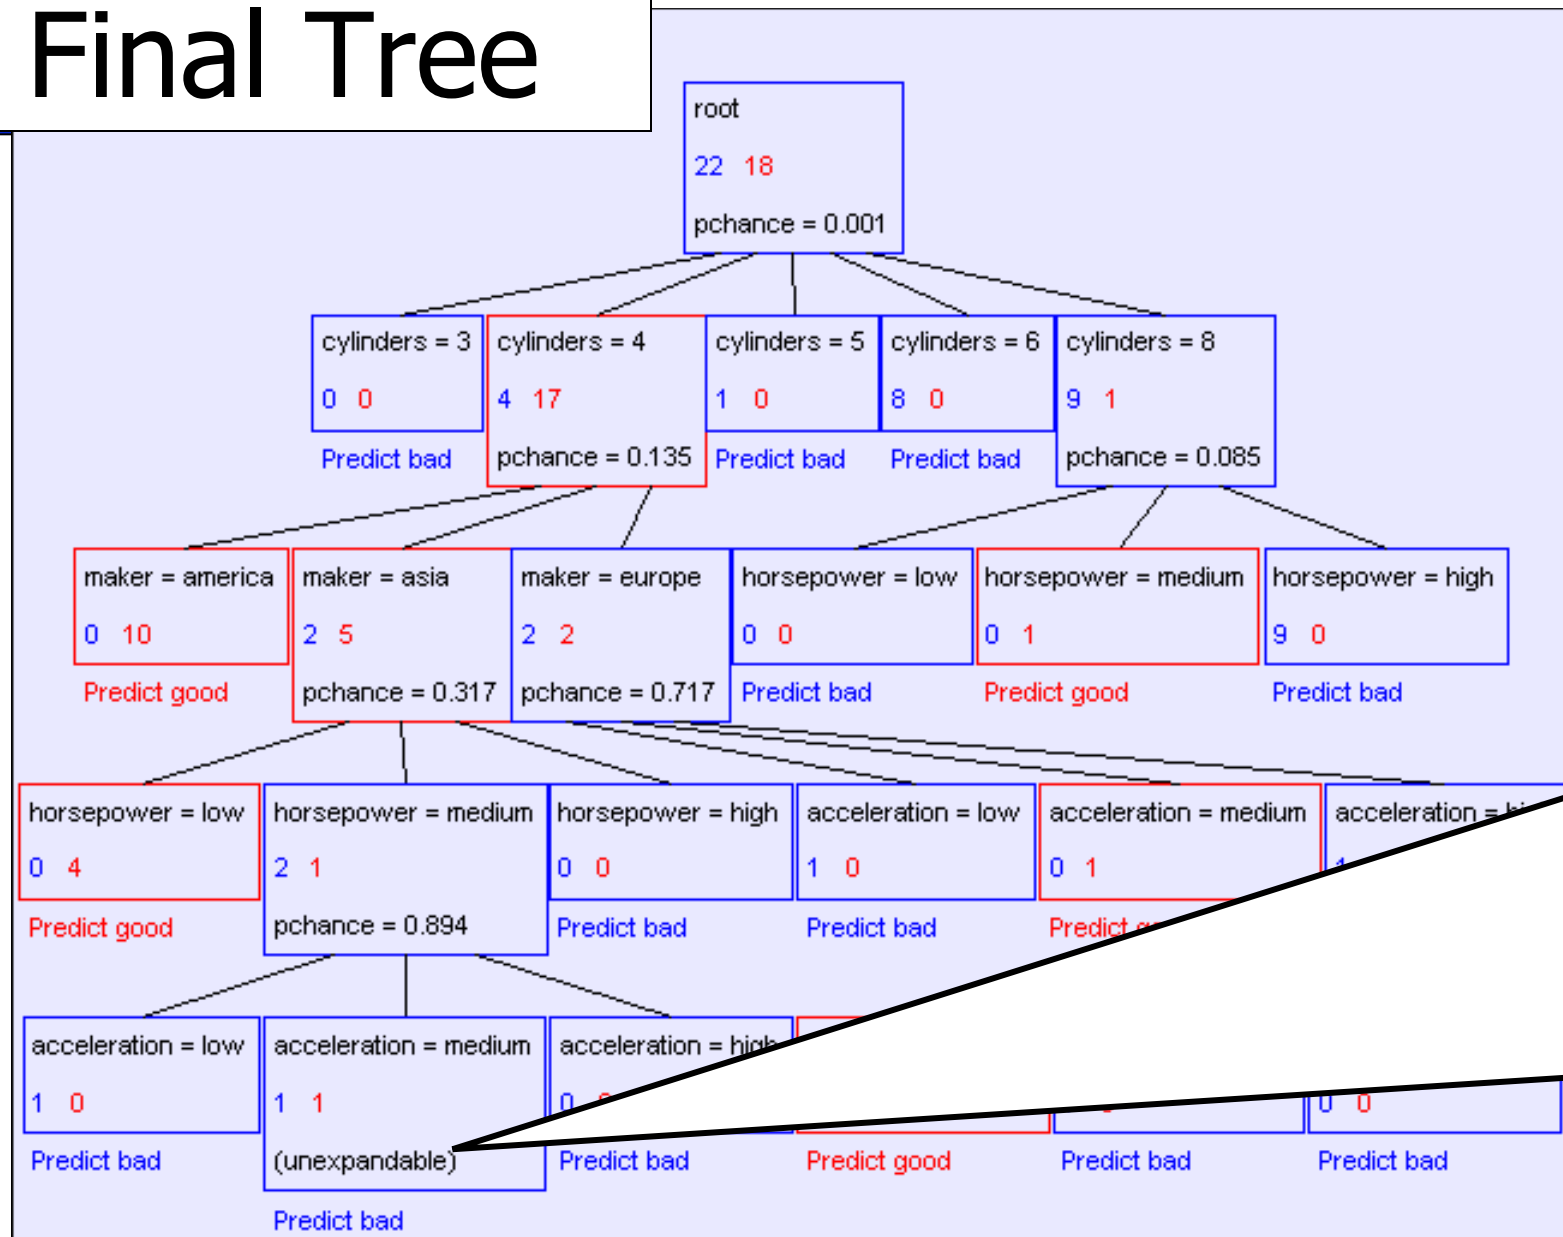 Final Tree
root
22 18
pchance = 0.001
cylinders = 3 cylinders = 4 cylinders = 5 cylinders = 6 cylinders = 8
0 0 4 17 1 0 8 0 9 1
Predict bad pchance = 0.135 Predict bad Predict bad pchance = 0.085
maker = america maker = asia maker = europe horsepower = low horsepower = medium horsepower = high
0 10 2 5 2 2 0 0 0 1 9 0
Predict good pchance = 0.317 pchance = 0.717 Predict bad Predict good Predict bad
horsepower = low horsepower = medium horsepower = high acceleration = low acceleration = medium acceleration =
0 4 2 1 0 0 1 0 0 1 1
Predict good pchance = 0.894 Predict bad Predict bad Predict
acceleration = low acceleration = medium acceleration = high
1 0 1 1 0 0 0
Predict bad (unexpandable) Predict bad Predict good Predict bad Predict bad
Predict bad